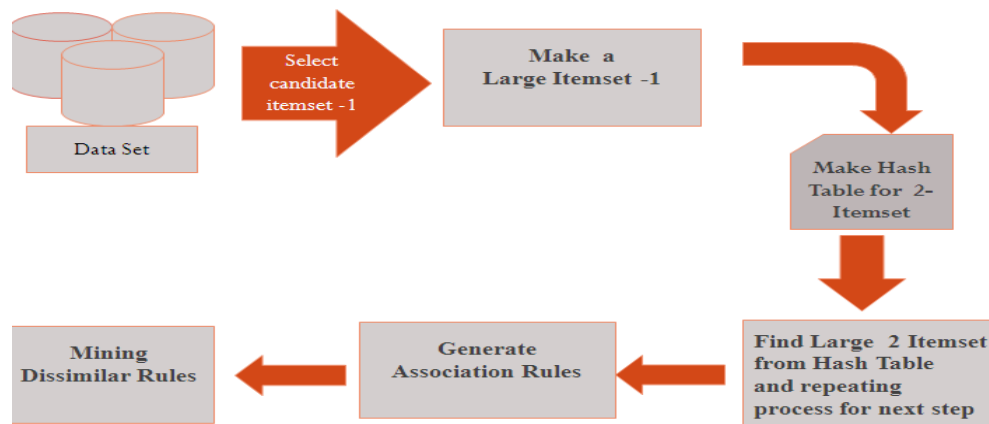 Data Set
Select
candidate
itemset -1
Make a
Large Itemset -1
Make Hash
Table for 2-
Itemset
Find Large 2 Itemset
from Hash Table
and repeating
process for next step
Generate
Association Rules
Mining
Dissimilar Rules